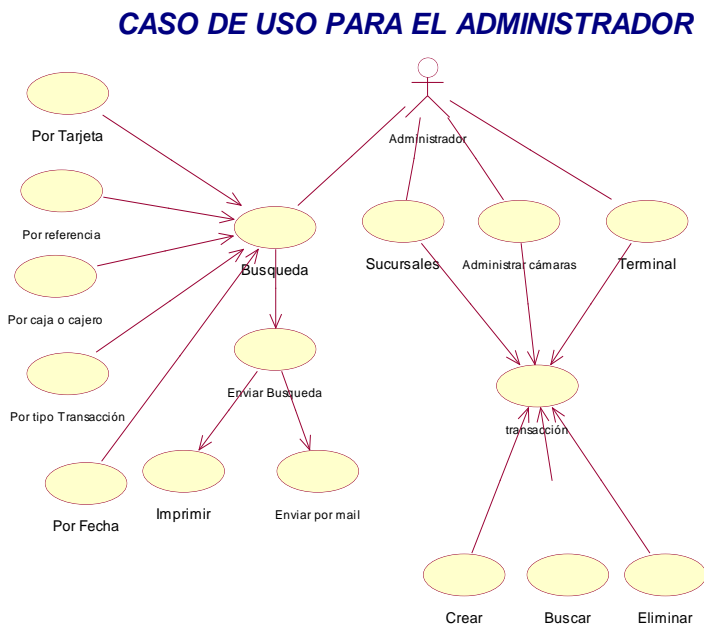 CASO DE USO PARA EL ADMINISTRADOR
Por Tarjeta
Administrador
Por referencia
Busqueda
Sucursales
Administrar cámaras
Terminal
Por caja o cajero
Enviar Busqueda
Por tipo Transacción
transacción
Por Fecha
Imprimir
Enviar por mail
Crear
Buscar
Eliminar